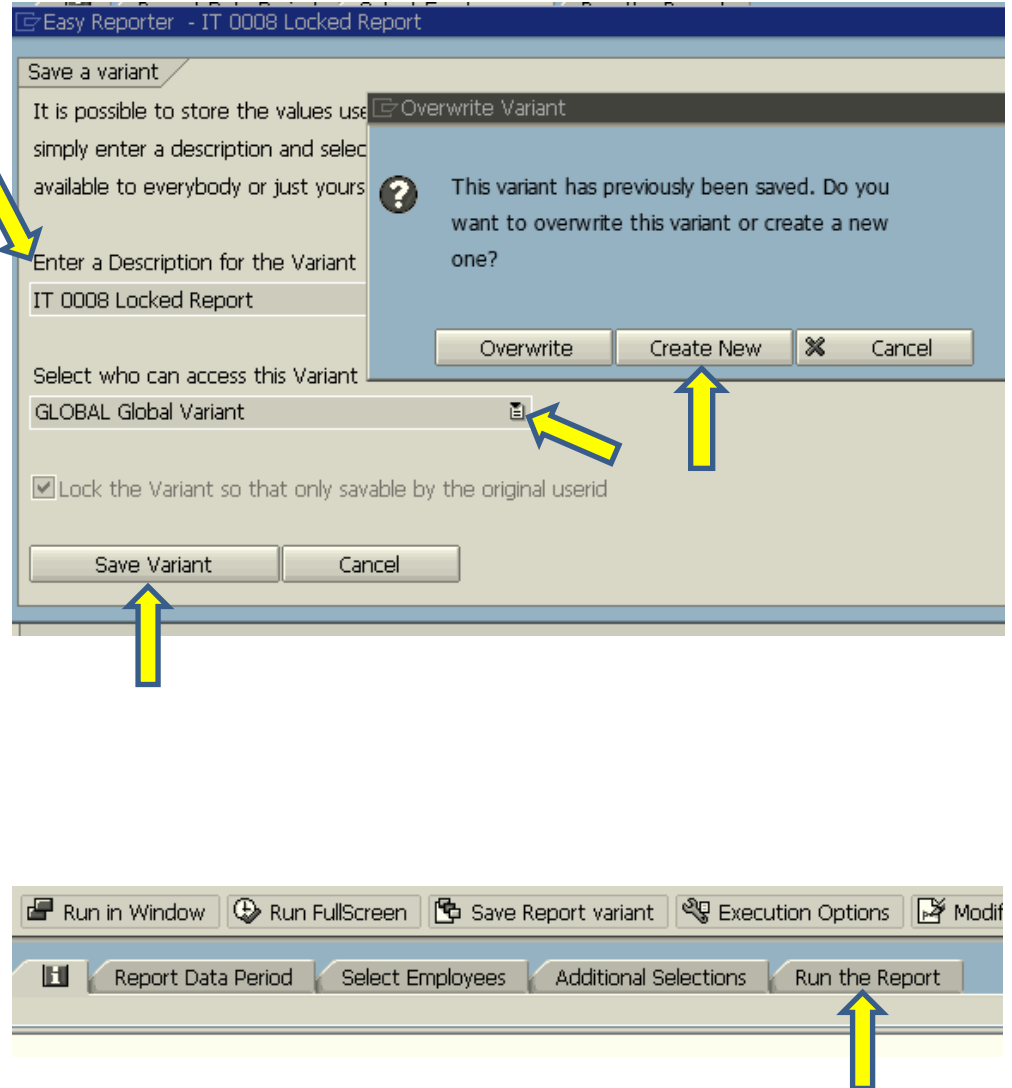 Easy Reporter - IT 0008 Locked Report
Save a variant
It is possible to store the values use
simply enter a description and selec
available to everybody or just yours
Enter a Description for the Variant
IT 0008 Locked Report
Select who can access this Variant
GLOBAL Global Variant
Lock the Variant so that only savable by the original userid
Save Variant
Cancel
Overwrite Variant
This variant has previously been saved. Do you
want to overwrite this variant or create a new
one?
Overwrite
Create New
Cancel
Run in Window
Run FullScreen
Save Report variant
Execution Options
Modif
Report Data Period
Select Employees
Additional Selections
Run the Report